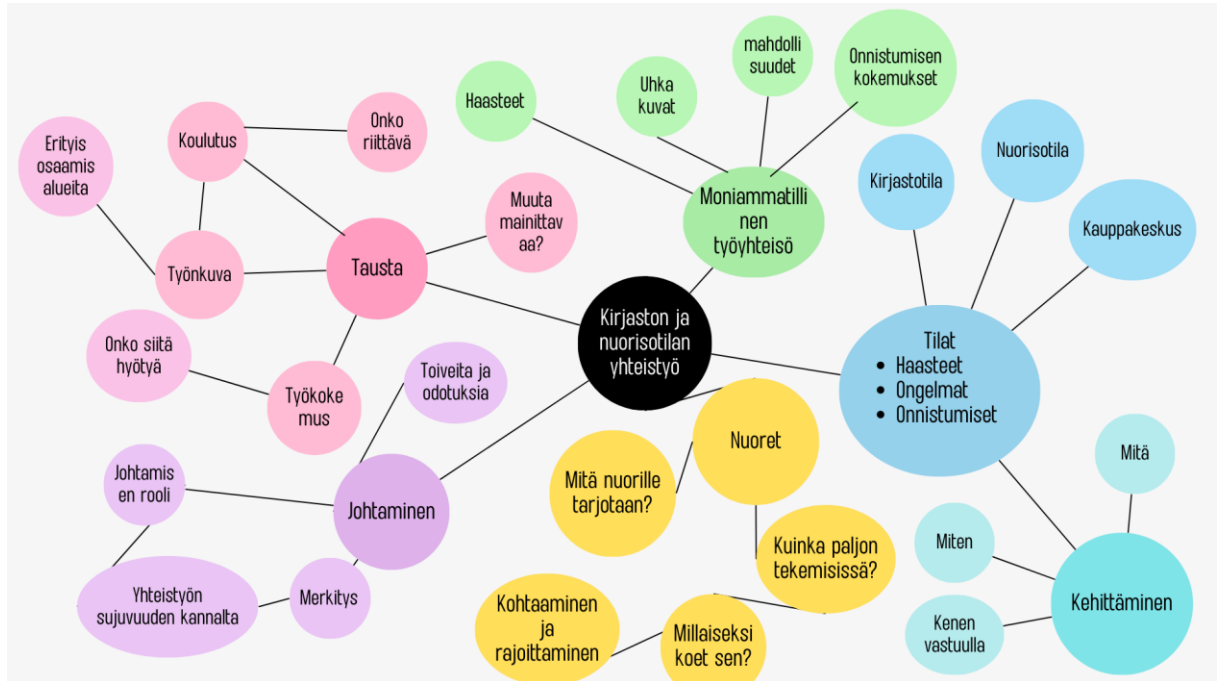 Kirjaston ja
nuorisotilan
yhteistyö
Tausta
Koulutus
Onko
riittävä
Erityis
osaamis
alueita
Työnkuva
Muuta
mainittav
aa?
Onko siitä
hyötyä
Työkoke
mus
Moniammatilli
nen
työyhteisö
Haasteet
Uhka
kuvat
mahdolli
suudet
Onnistumisen
kokemukset
Tilat
• Haasteet
• Ongelmat
• Onnistumiset
Kirjastotila
Nuorisotila
Kauppakeskus
Kehittäminen
Mitä
Miten
Kenen
vastuulla
Nuoret
Mitä nuorille
tarjotaan?
Kuinka paljon
tekemisissä?
Millaiseksi
koet sen?
Kohtaaminen
ja
rajoittaminen
Johtaminen
Toiveita ja
odotuksia
Johtamis
en rooli
Yhteistyön
sujuvuuden kannalta
Merkitys